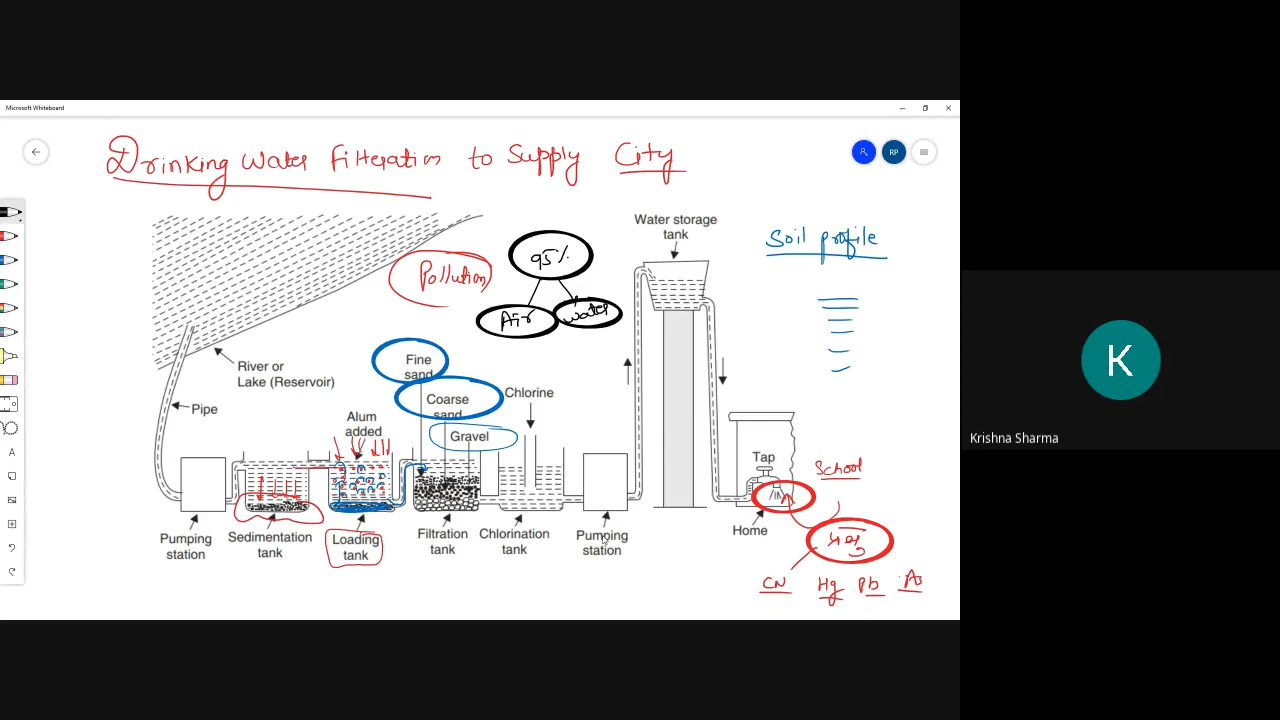 Microsoft Whiteboard
Drinking water Filteration to Supply City
RP
Water storage
tank
Soil profile
95%
Pollution
Air
water
River or
Lake (Reservoir)
Fine
sand
Pipe
Coarse
sand
Chlorine
Alum
added
Gravel
Tap
School
Pumping
station
Sedimentation
tank
Loading
tank
Filtration
tank
Chlorination
tank
Pumping
station
Home
CN Hg Pb As
K
Krishna Sharma